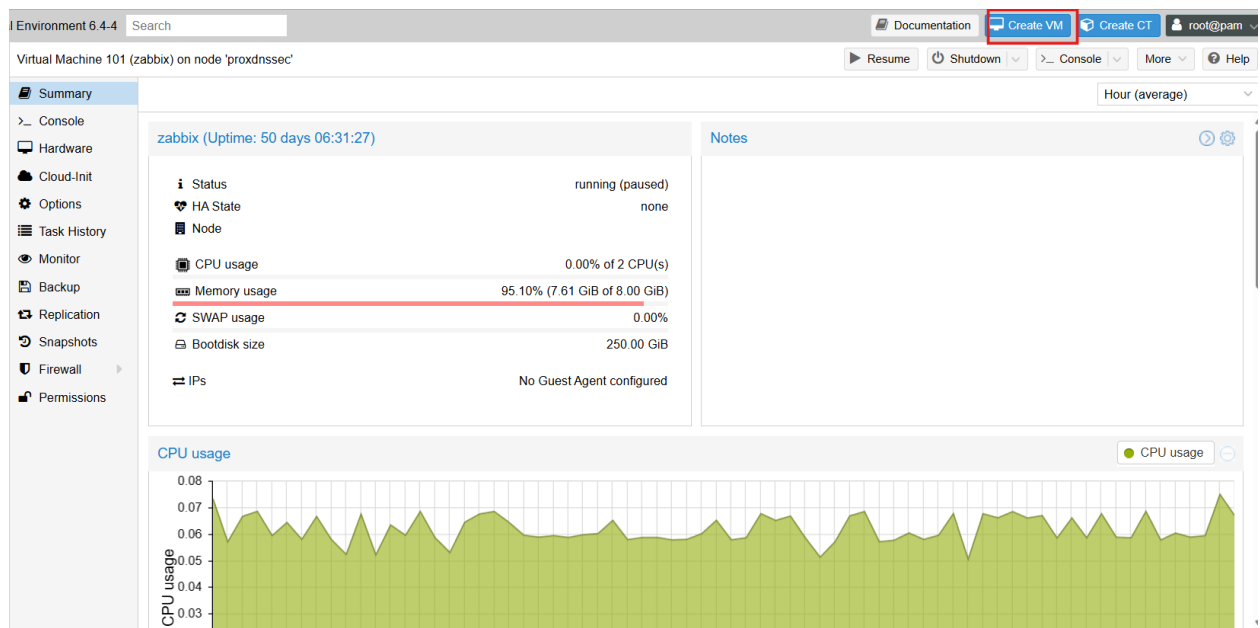 l Environment 6.4-4 Search Documentation Create VM Create CT root@pam
Virtual Machine 101 (zabbix) on node 'proxdnssec' Resume Shutdown Console More Help
Summary
Hour (average)
Console
Hardware
Cloud-Init
Options
Task History
Monitor
Backup
Replication
Snapshots
Firewall
Permissions
zabbix (Uptime: 50 days 06:31:27)
Status running (paused)
HA State none
Node
CPU usage 0.00% of 2 CPU(s)
Memory usage 95.10% (7.61 GiB of 8.00 GiB)
SWAP usage 0.00%
Bootdisk size 250.00 GiB
IPs No Guest Agent configured
Notes
CPU usage
CPU usage
0.08
0.07
0.06
0.05
0.04
0.03
CPU usage